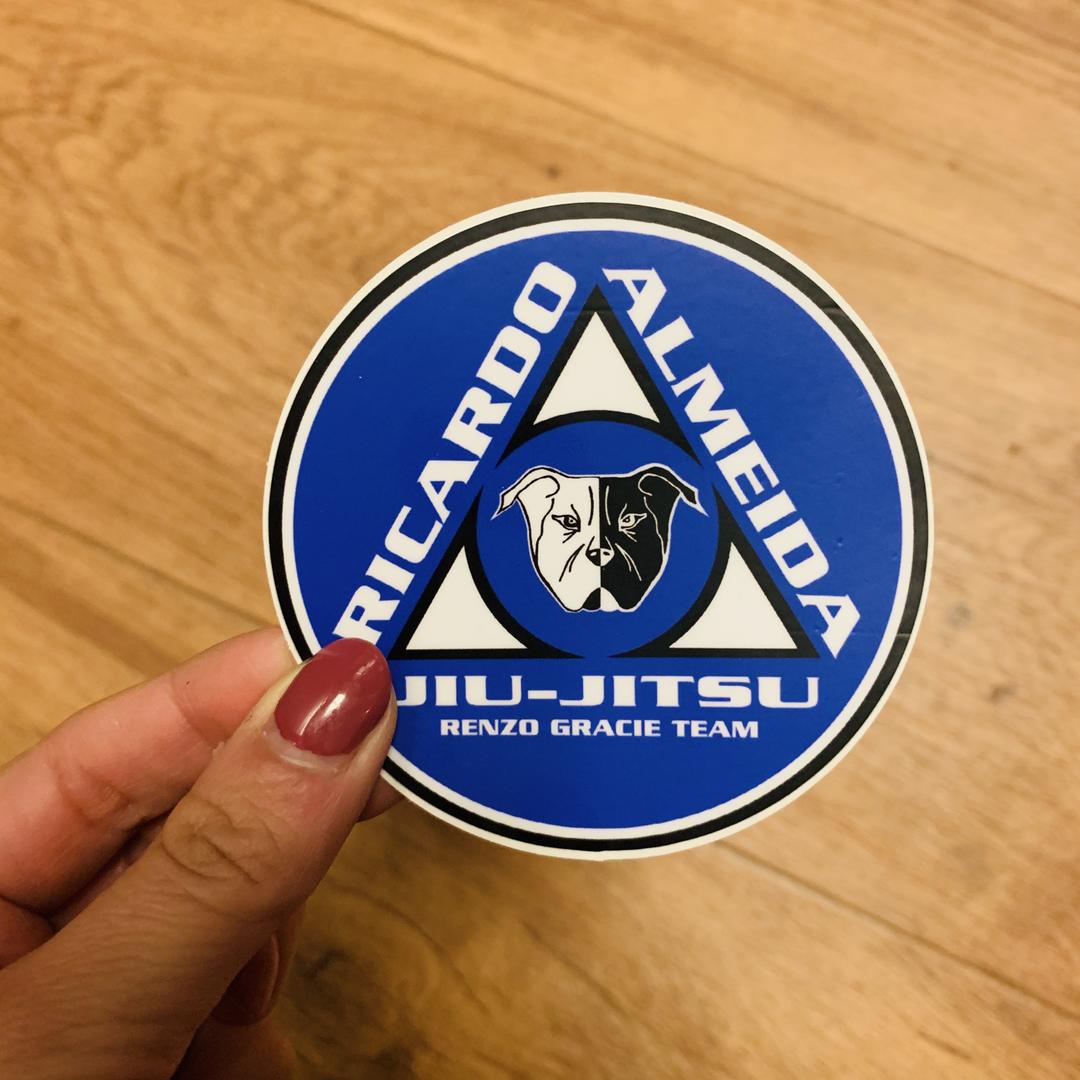 RICARDO
ALMEIDA
JIU-JITSU
RENZO GRACIE TEAM